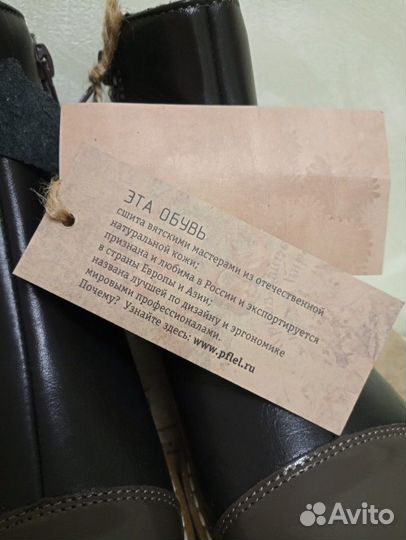 ЭТА ОБУВЬ
сшита вятскими мастерами из отечественной
натуральной кожи;
признана и любима в России и экспортируется
в страны Европы и Азии;
названа лучшей по дизайну и эргономике
мировыми профессионалами.
Почему? Узнайте здесь: www.pflel.ru
Avito